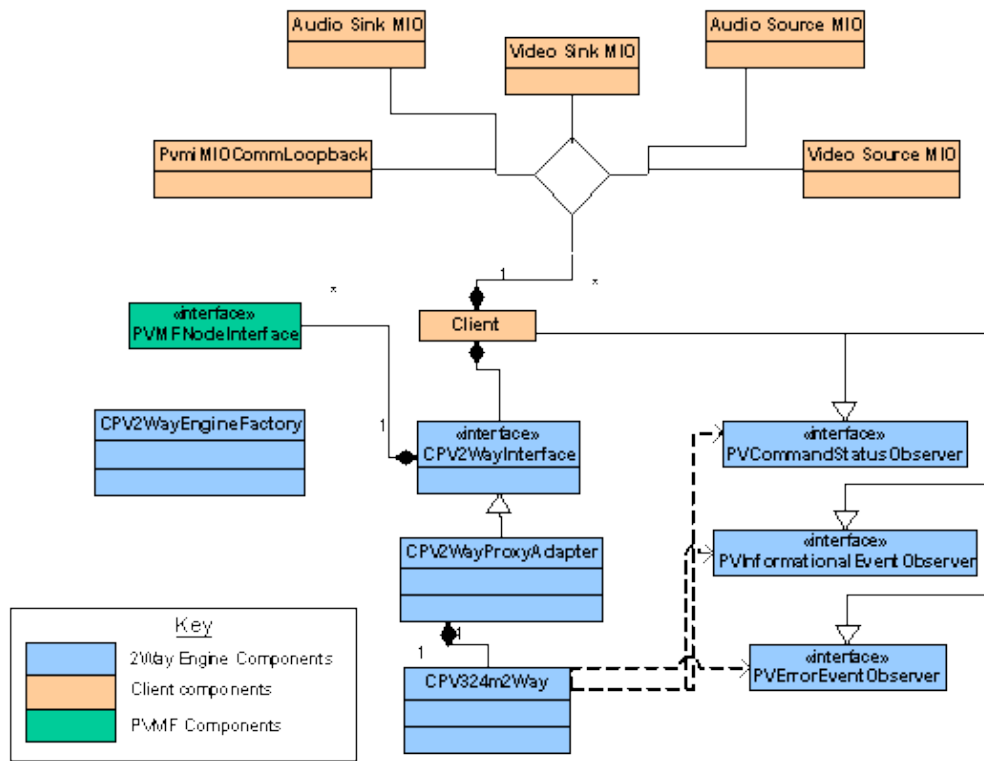 Audio Sink MIO
Audio Source MIO
Video Sink MIO
PvmiMIOCommLoopback
Video Source MIO
1
*
*
«interface»
PVMFNodeInterface
Client
CPV2WayEngineFactory
1
«interface»
CPV2WayInterface
«interface»
PVCommandStatusObserver
CPV2WayProxyAdapter
«interface»
PVInformationalEventObserver
Key
2Way Engine Components
Client components
PVMF Components
1
1
CPV324m2Way
«interface»
PVErrorEventObserver